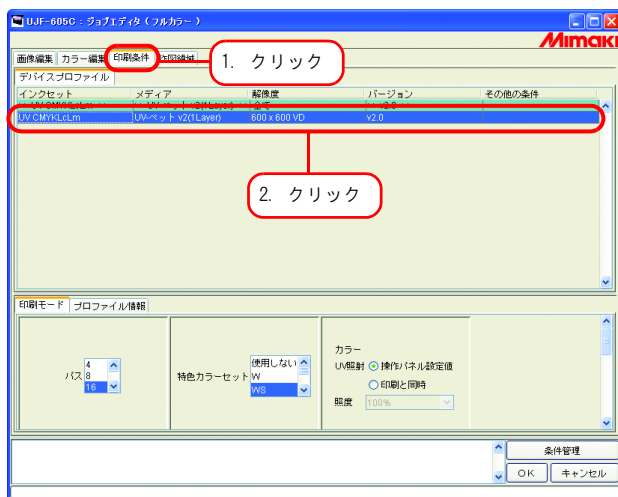 UJF-605C : ジョブエディタ ( フルカラー )
Mimaki
画像編集 カラー編集 印刷条件 作図領域
1. クリック
デバイスプロファイル
インクセット メディア 解像度 バージョン その他の条件
UV CMYKLcLm UV-ペット v2(1Layer) 600 x 600 VD v2.0
2. クリック
印刷モード プロファイル情報
パス 4 8 16
特色カラーセット 使用しない W WS
カラー
UV照射 操作パネル設定値
印刷と同時
照度 100%
条件管理
OK キャンセル